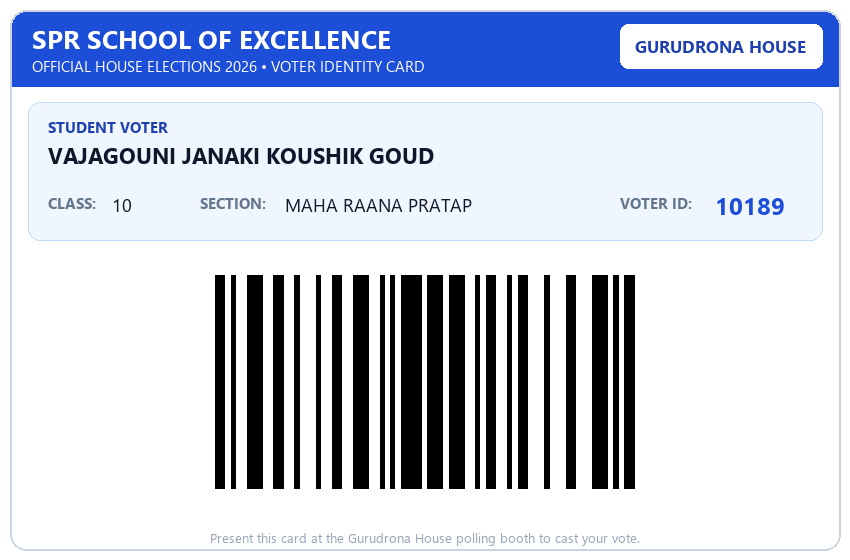 SPR SCHOOL OF EXCELLENCE
OFFICIAL HOUSE ELECTIONS 2026 • VOTER IDENTITY CARD
GURUDRONA HOUSE
STUDENT VOTER
VAJAGOUNI JANAKI KOUSHIK GOUD
CLASS: 10 SECTION: MAHA RAANA PRATAP VOTER ID: 10189
Present this card at the Gurudrona House polling booth to cast your vote.